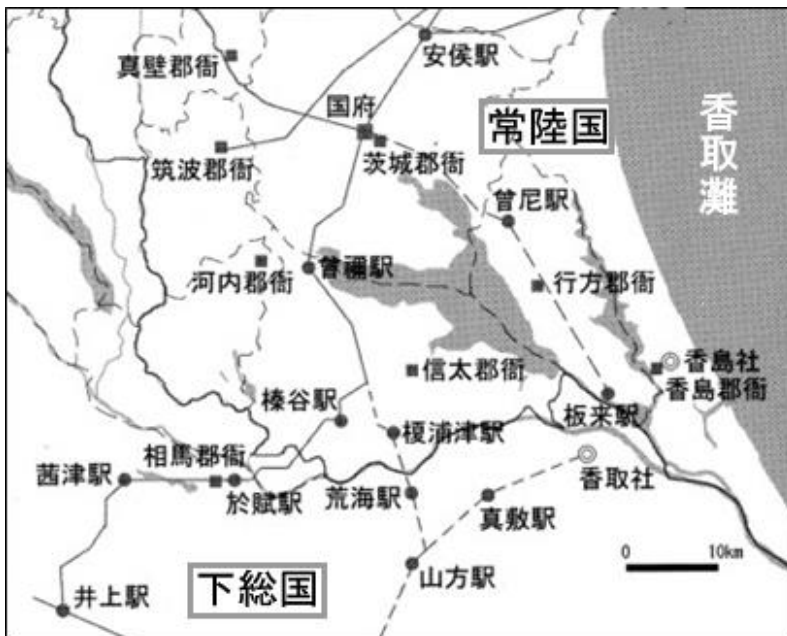 安侯駅
真壁郡衙
国府
常陸国
香取灘
筑波郡衙
茨城郡衙
曾尼駅
曾禰駅
河内郡衙
行方郡衙
香島社
信太郡衙
香島郡衙
榛谷駅
板来駅
榎浦津駅
相馬郡衙
茜津駅
香取社
於賦駅
荒海駅
真敷駅
0 10km
山方駅
下総国
井上駅